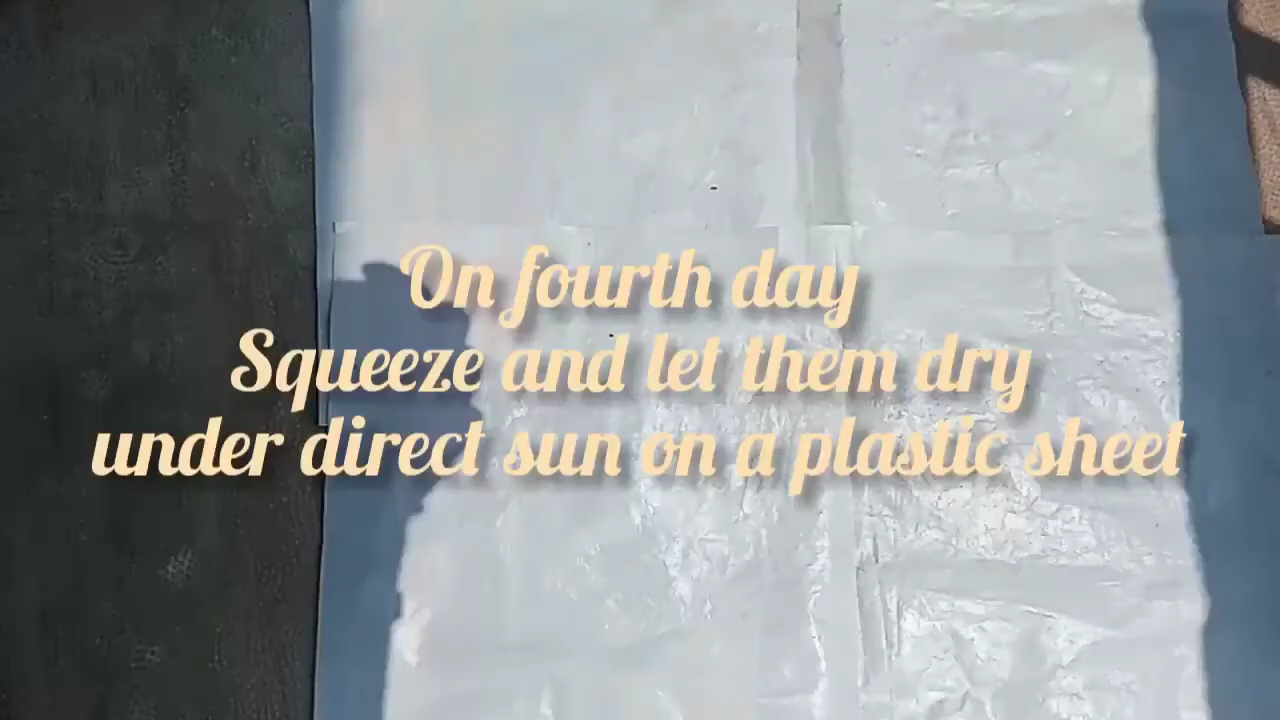 On fourth day
Squeeze and let them dry
under direct sun on a plastic sheet